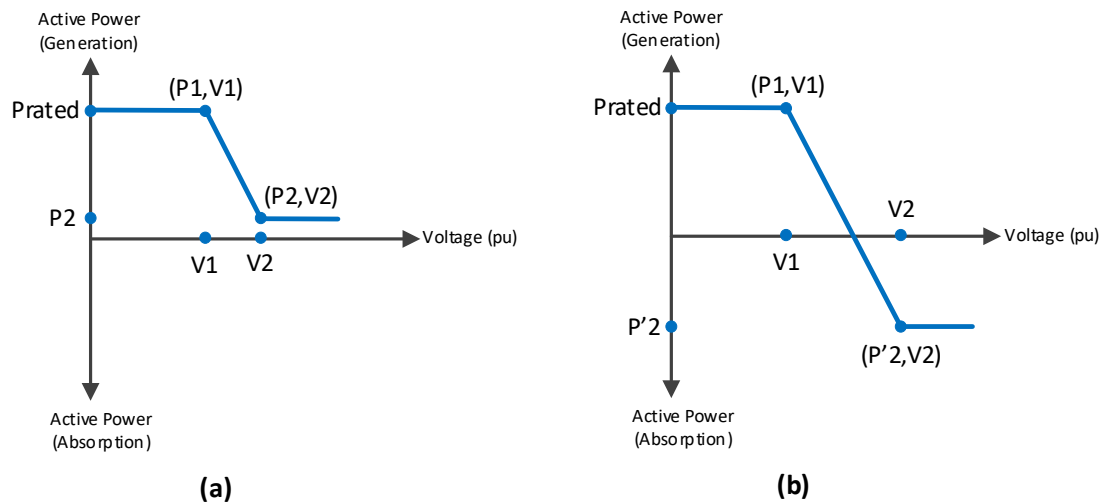 Active Power
(Generation)
Prated
(P1,V1)
(P2,V2)
P2
V1
V2
Voltage (pu)
Active Power
(Absorption)
(a)
Active Power
(Generation)
Prated
(P1,V1)
V2
Voltage (pu)
V1
P'2
(P'2,V2)
Active Power
(Absorption)
(b)